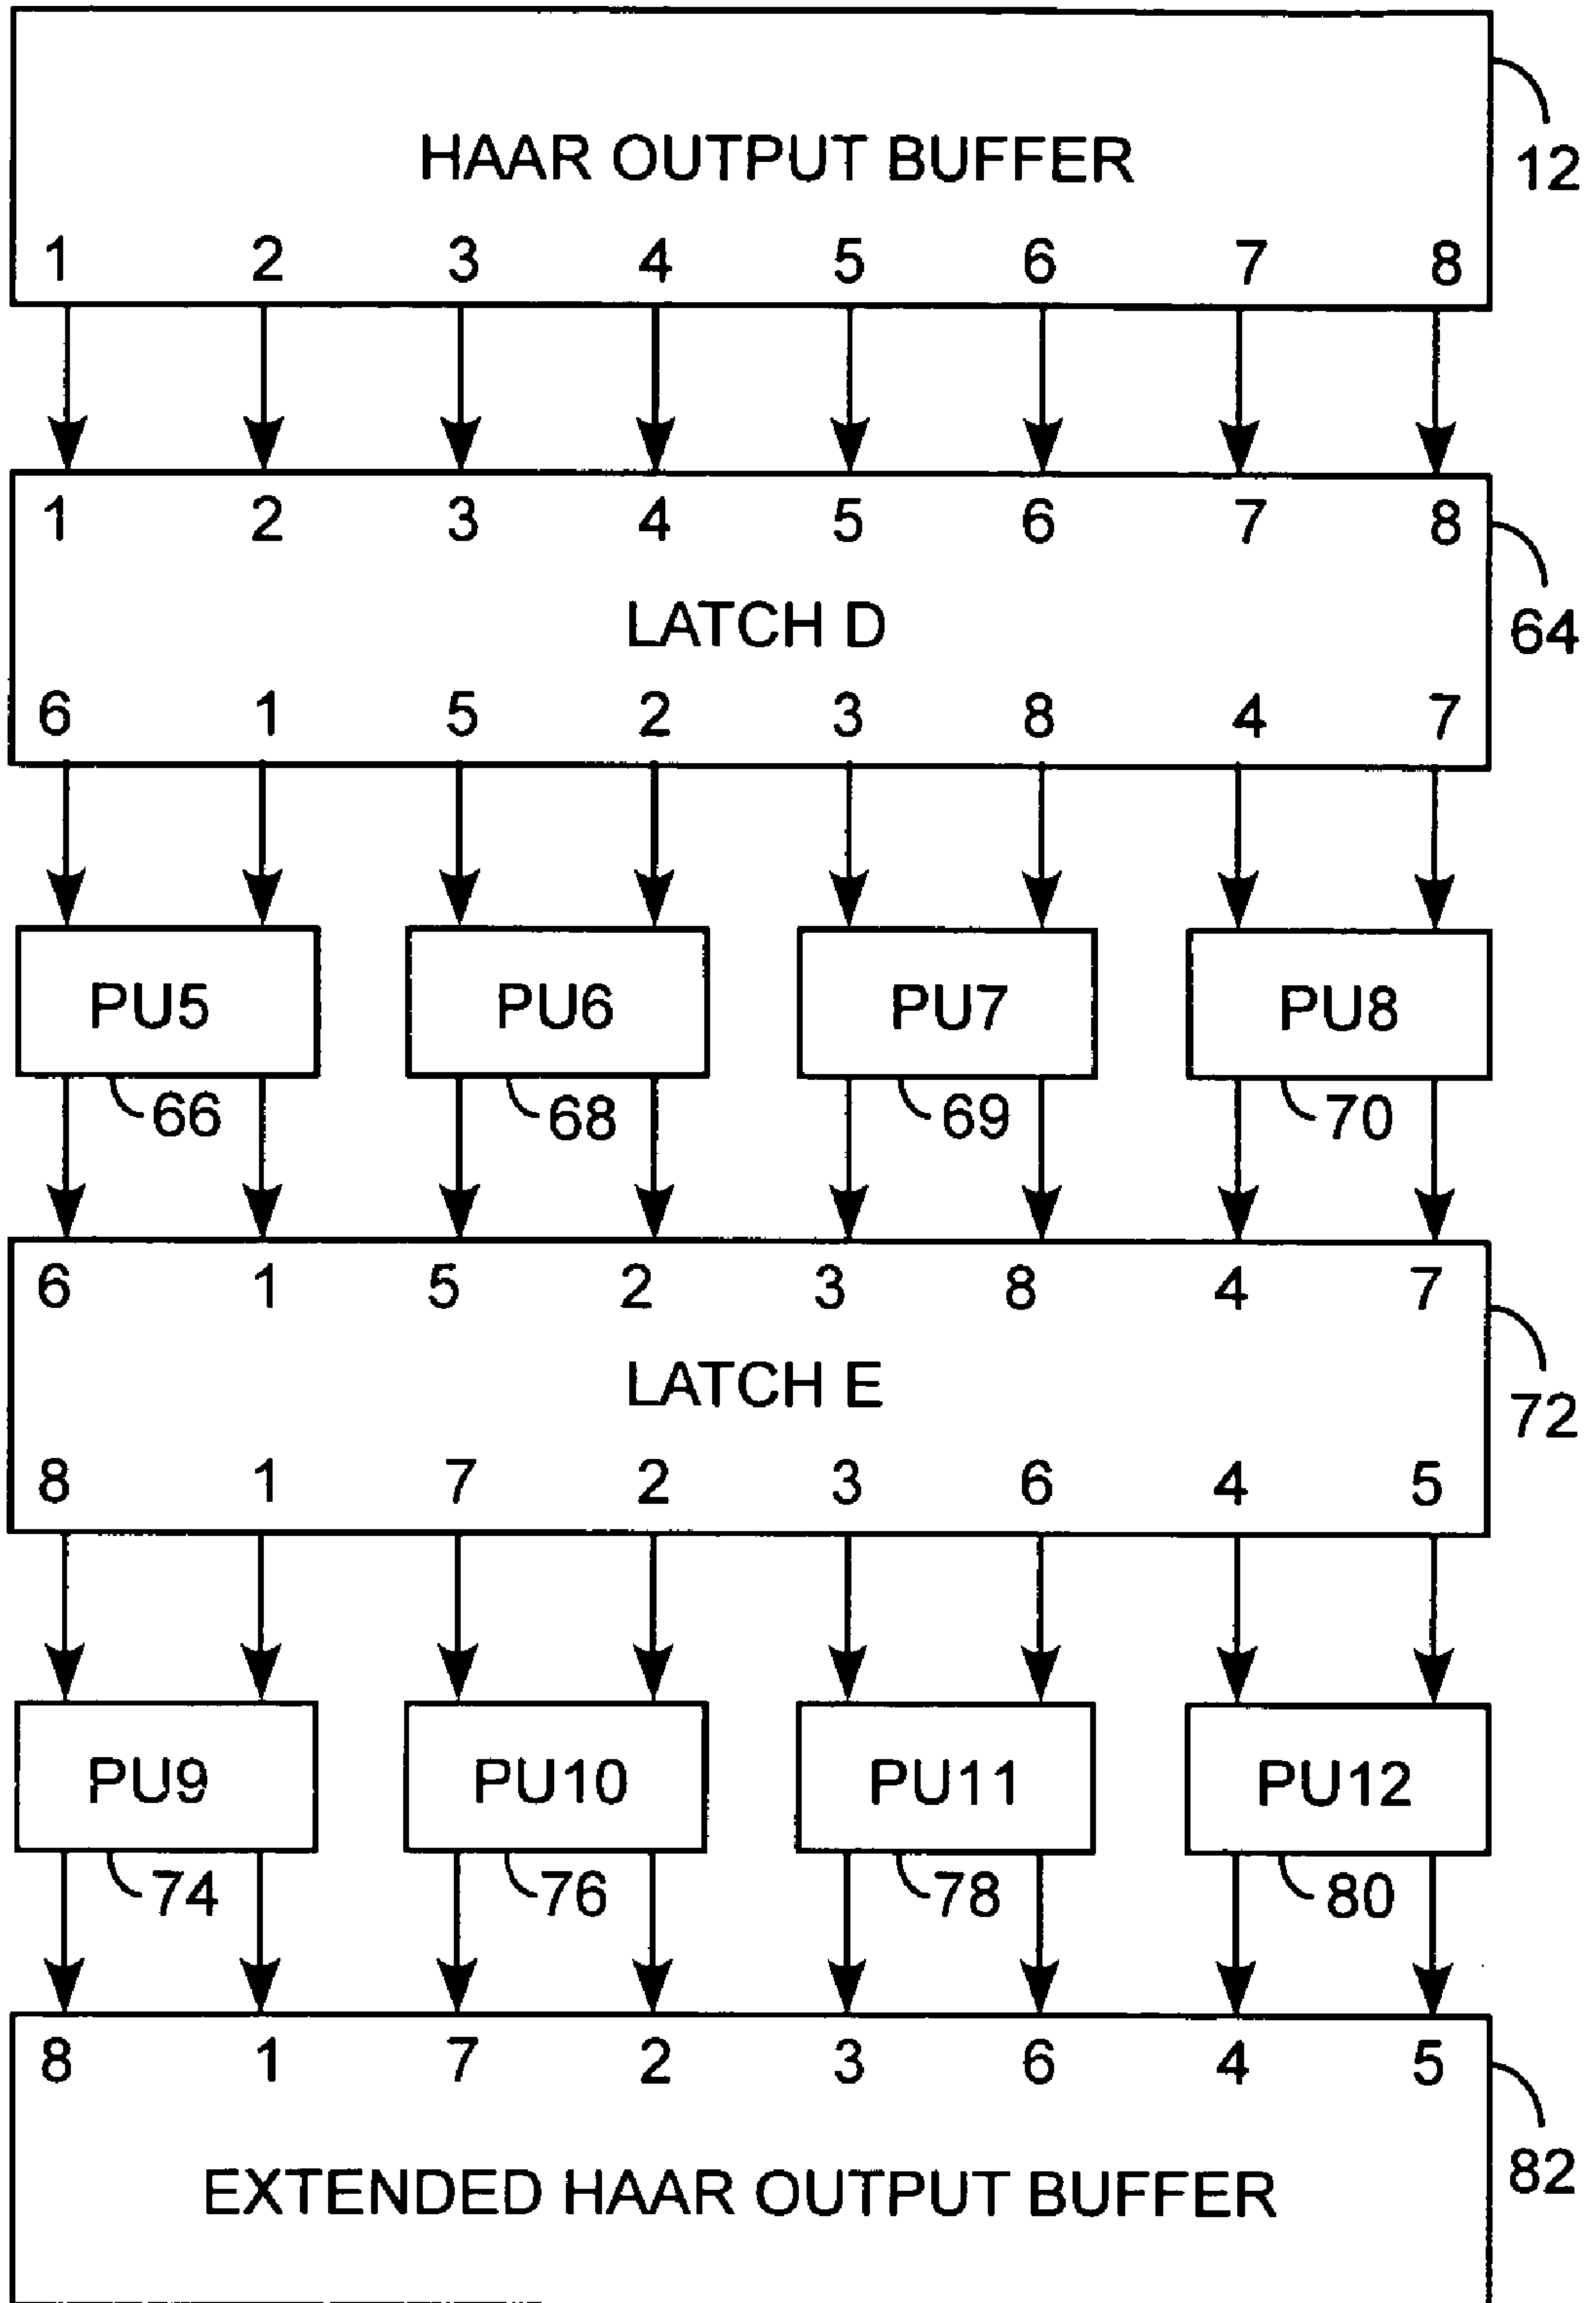 HAAR OUTPUT BUFFER
12
1 2 3 4 5 6 7 8
1 2 3 4 5 6 7 8
LATCH D
64
6 1 5 2 3 8 4 7
PU5 PU6 PU7 PU8
66 68 69 70
6 1 5 2 3 8 4 7
LATCH E
72
8 1 7 2 3 6 4 5
PU9 PU10 PU11 PU12
74 76 78 80
8 1 7 2 3 6 4 5
EXTENDED HAAR OUTPUT BUFFER
82